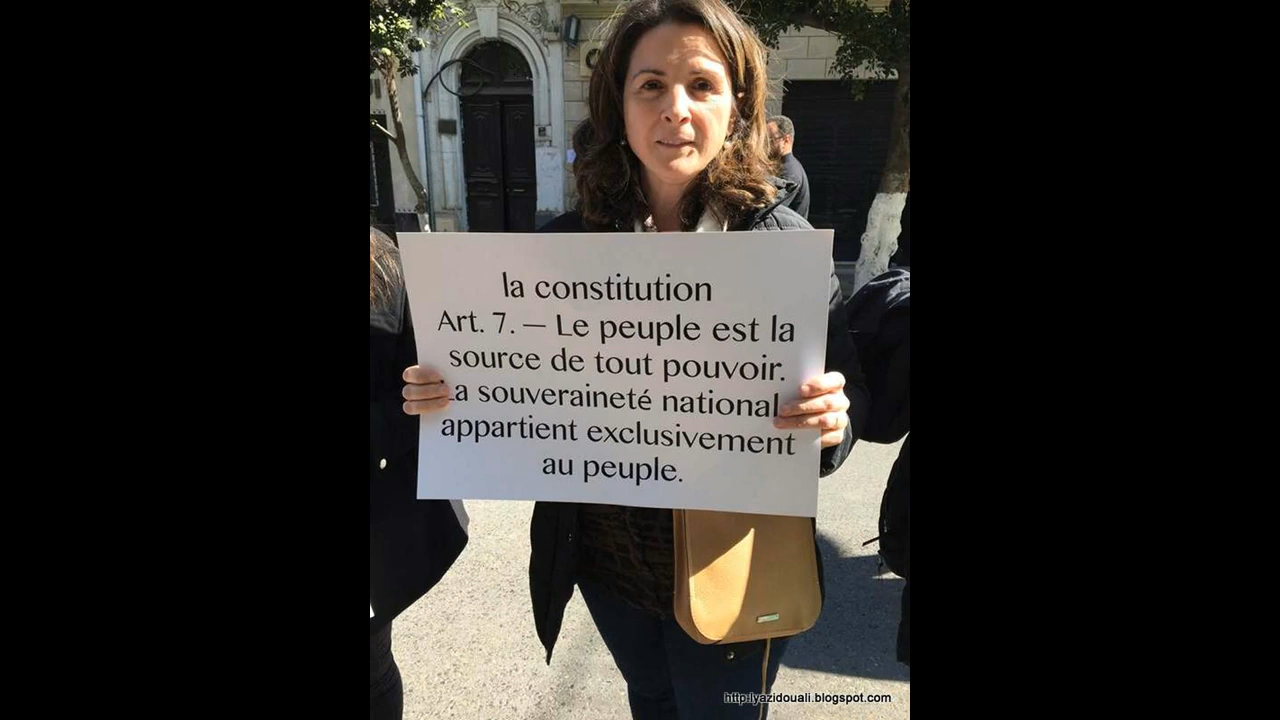 la constitution
Art. 7. — Le peuple est la
source de tout pouvoir.
La souveraineté national
appartient exclusivement
au peuple.
http:\yazidouali.blogspot.com